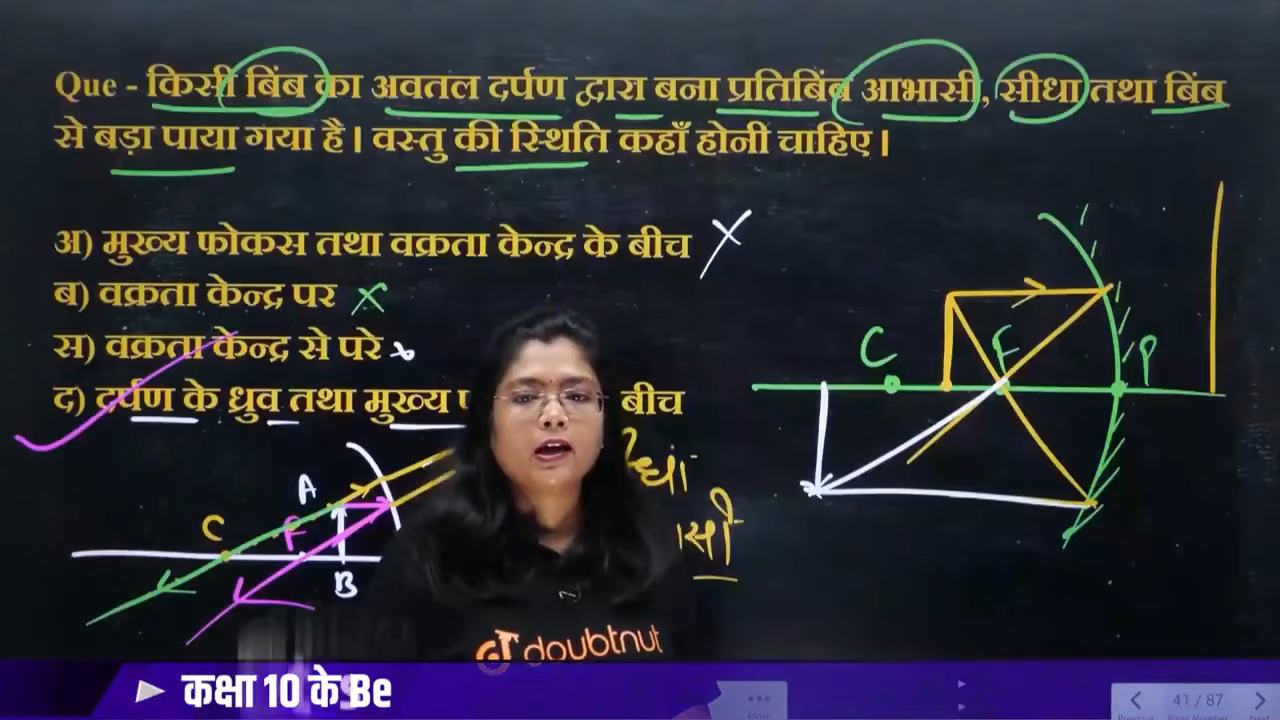 Que - किसी बिंब का अवतल दर्पण द्वारा बना प्रतिबिंब आभासी, सीधा तथा बिंब
से बड़ा पाया गया है। वस्तु की स्थिति कहाँ होनी चाहिए।
अ) मुख्य फोकस तथा वक्रता केन्द्र के बीच
ब) वक्रता केन्द्र पर
स) वक्रता केन्द्र से परे
द) दर्पण के ध्रुव तथा मुख्य बीच
C F P
A
C F
B
doubtnut
कक्षा 10 के Be
41 / 87